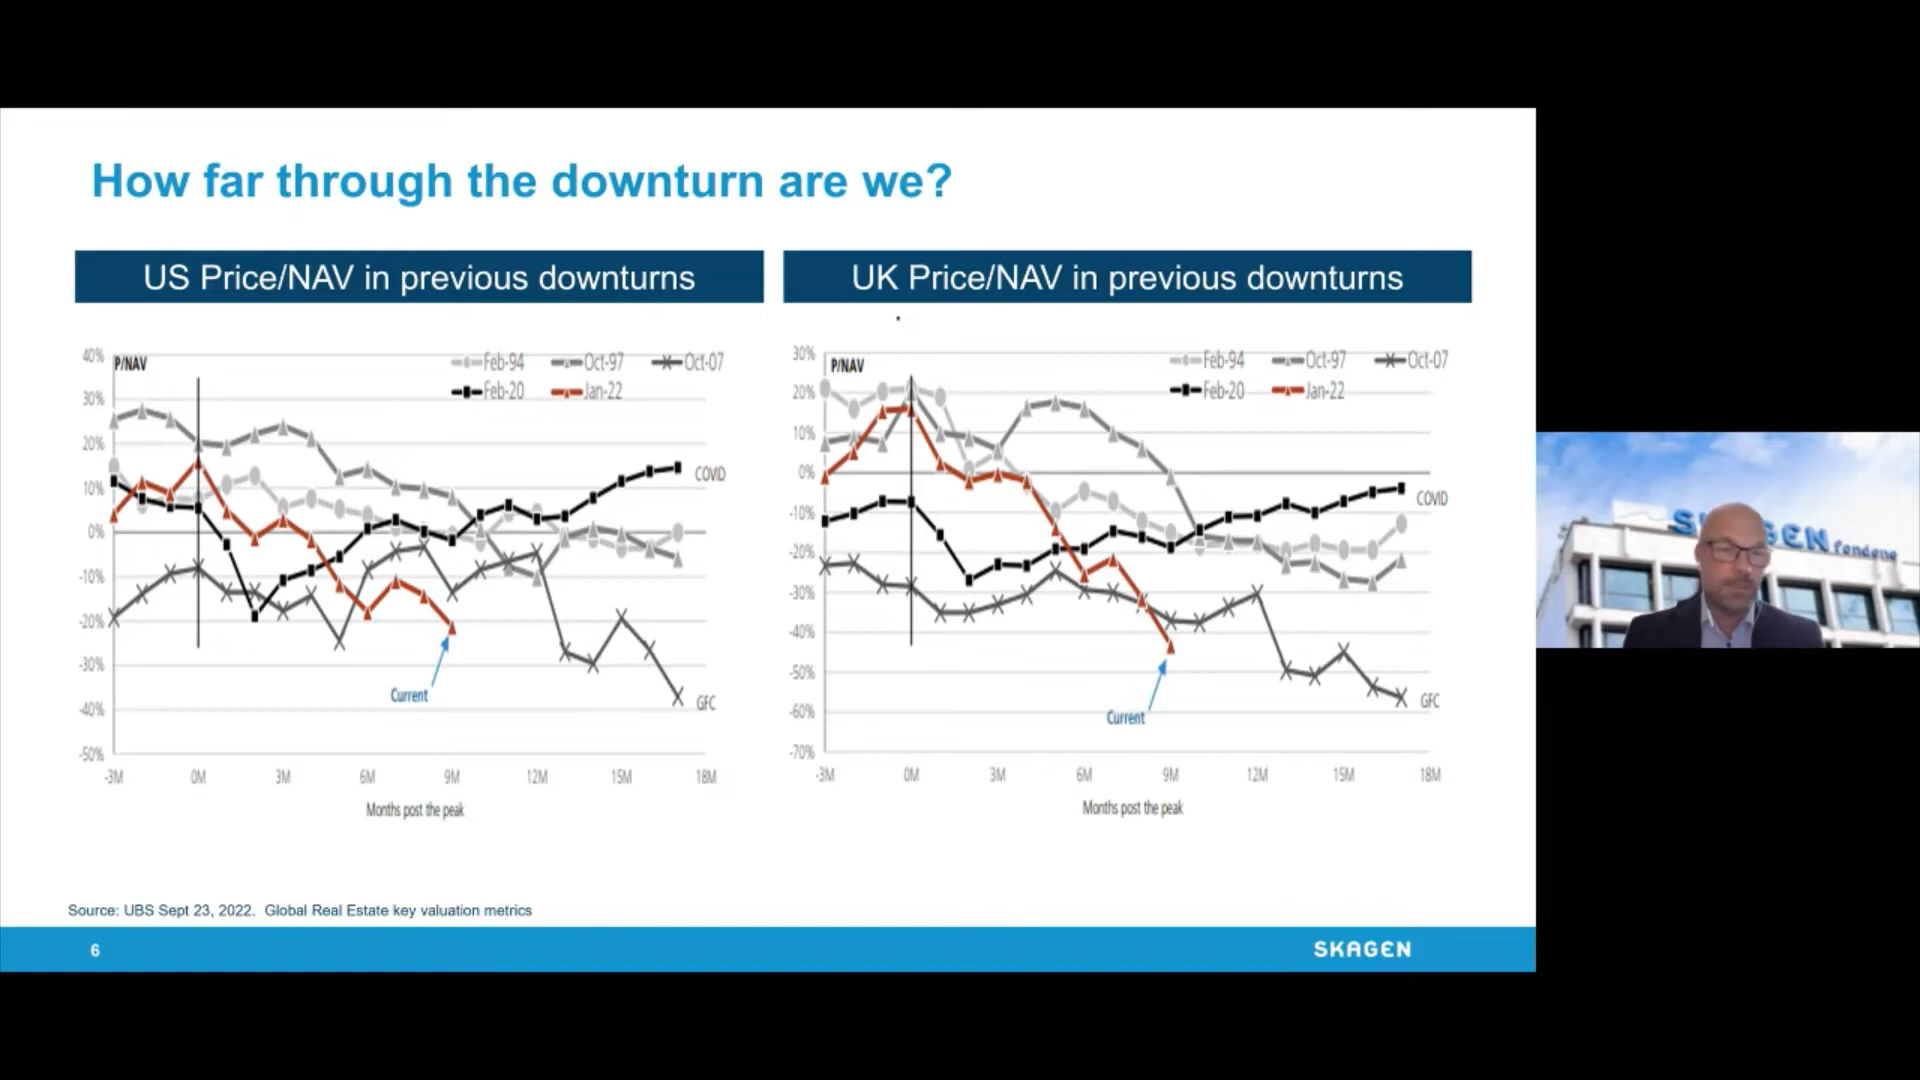 How far through the downturn are we?
US Price/NAV in previous downturns
40%
P/NAV
Feb-94
Oct-97
Oct-07
Feb-20
Jan-22
30%
20%
10%
0%
-10%
-20%
-30%
-40%
-50%
COVID
GFC
Current
-3M 0M 3M 6M 9M 12M 15M 18M
Months post the peak
UK Price/NAV in previous downturns
30%
P/NAV
Feb-94
Oct-97
Oct-07
Feb-20
Jan-22
20%
10%
0%
-10%
-20%
-30%
-40%
-50%
-60%
-70%
COVID
GFC
Current
-3M 0M 3M 6M 9M 12M 15M 18M
Months post the peak
fondene
Source: UBS Sept 23, 2022. Global Real Estate key valuation metrics
6
SKAGEN